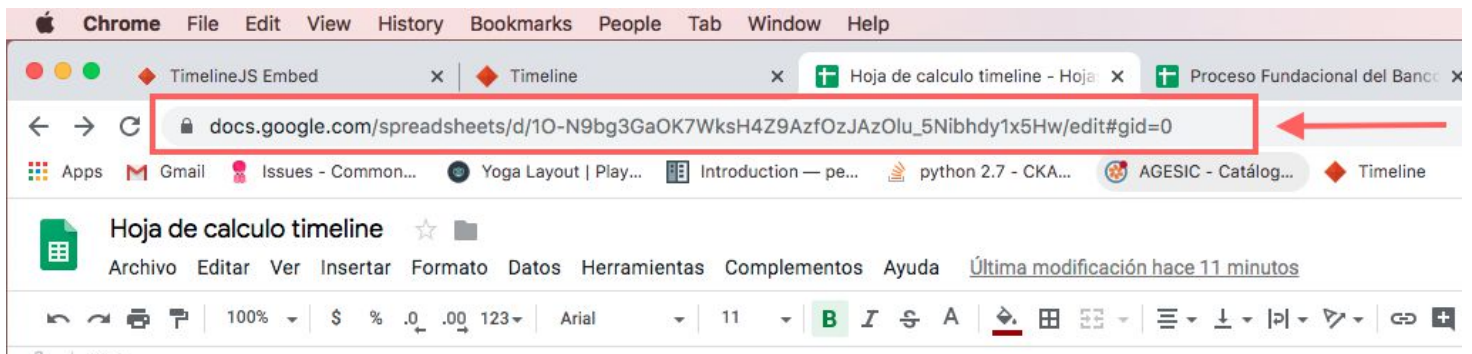 Chrome File Edit View History Bookmarks People Tab Window Help
TimelineJS Embed Timeline Hoja de calculo timeline - Hoja Proceso Fundacional del Banco
docs.google.com/spreadsheets/d/1O-N9bg3GaOK7WksH4Z9AzfOzJAzOlu_5Nibhdy1x5Hw/edit#gid=0
Apps Gmail Issues - Common... Yoga Layout | Play... Introduction — pe... python 2.7 - CKA... AGESIC - Catálog... Timeline
Hoja de calculo timeline
Archivo Editar Ver Insertar Formato Datos Herramientas Complementos Ayuda Última modificación hace 11 minutos
100% $ % .0 .00 123 Arial 11 B I S A